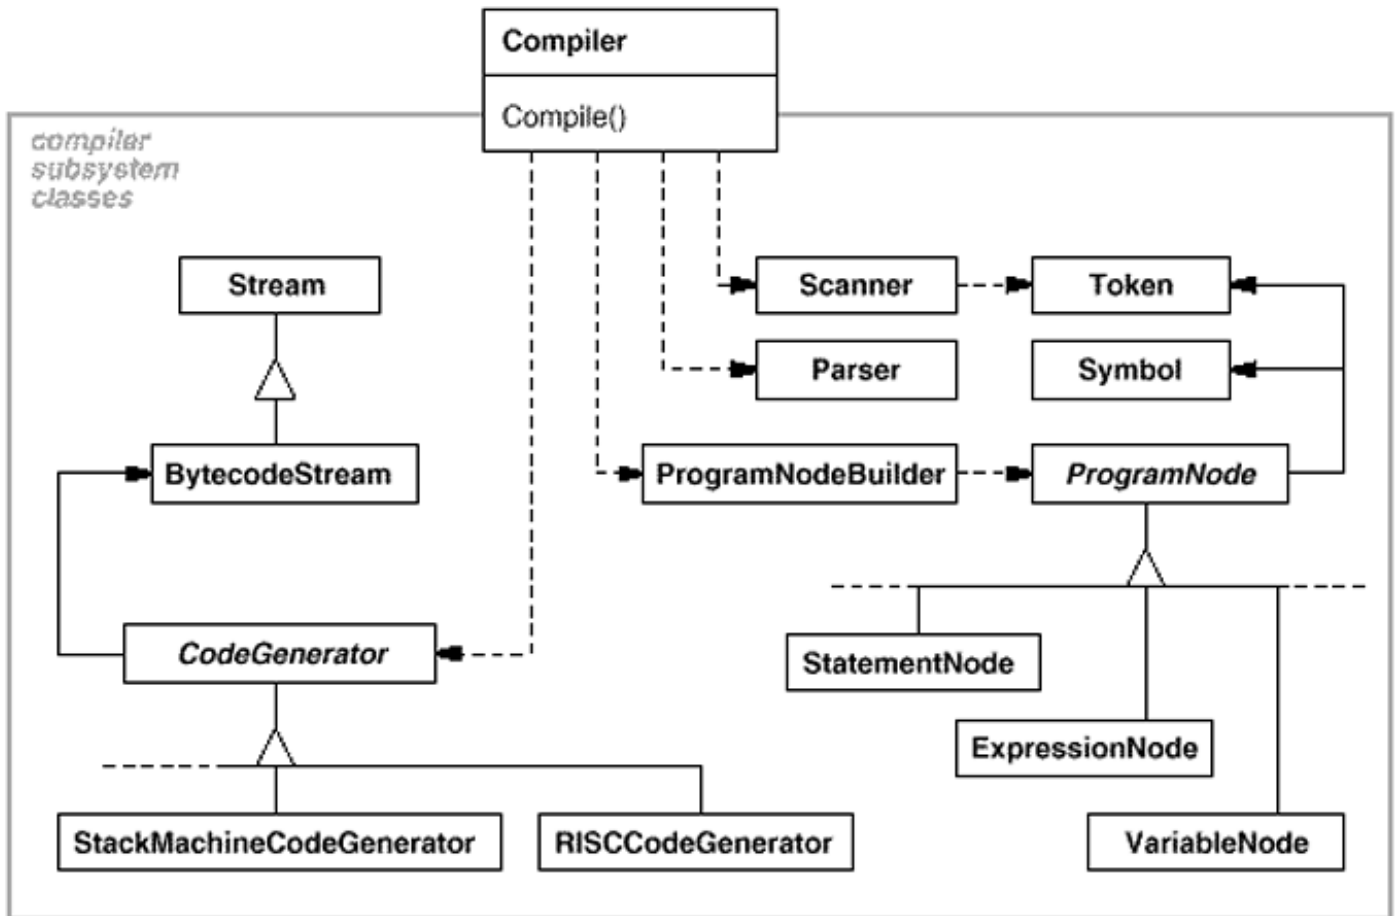 Compiler
Compile()
compiler
subsystem
classes
Stream
Scanner
Token
Parser
Symbol
BytecodeStream
ProgramNodeBuilder
ProgramNode
CodeGenerator
StatementNode
ExpressionNode
StackMachineCodeGenerator
RISCCodeGenerator
VariableNode